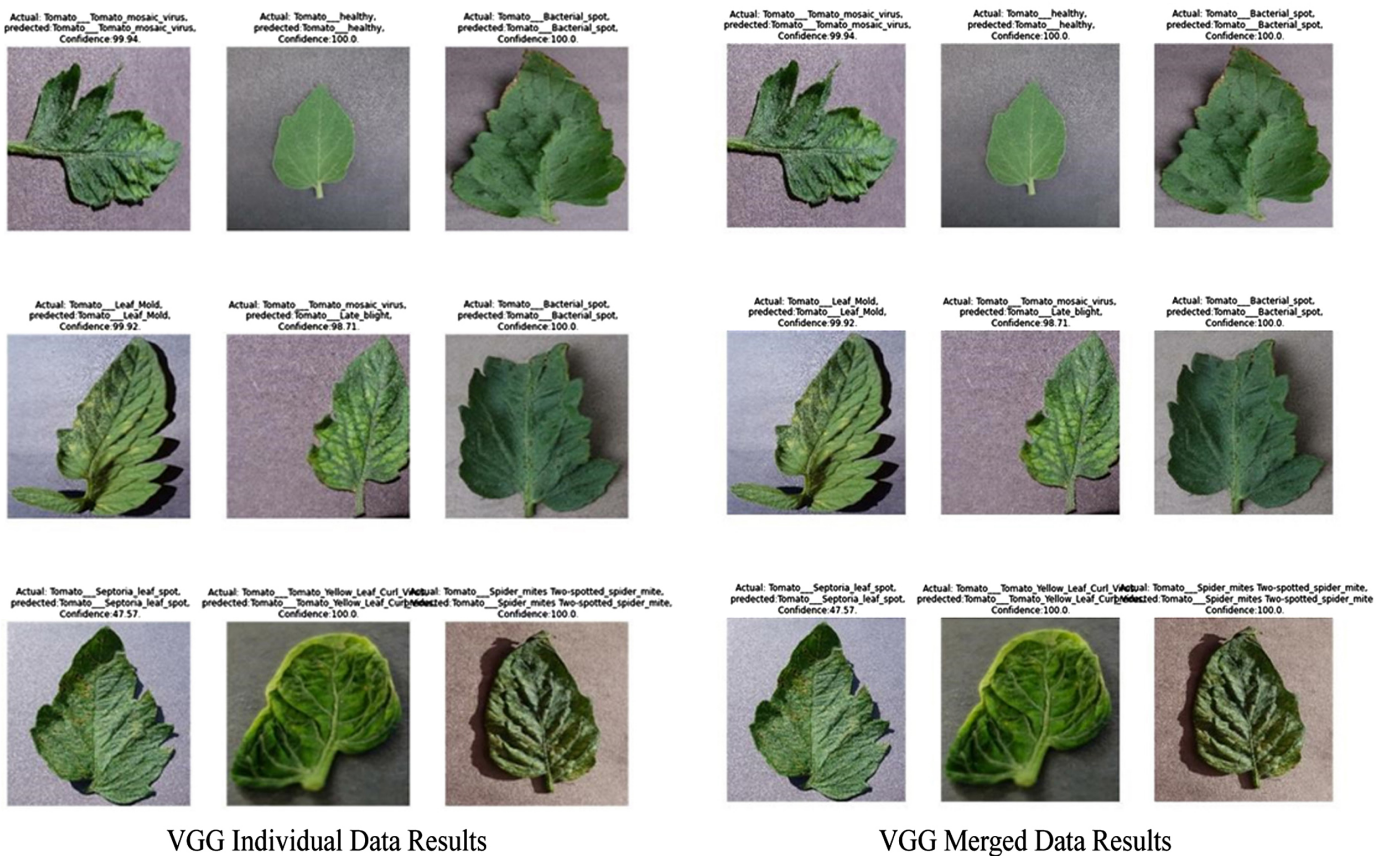 Actual: Tomato___Tomato_mosaic_virus,
predected:Tomato___Tomato_mosaic_virus,
Confidence:99.94.
Actual: Tomato___healthy,
predected:Tomato___healthy,
Confidence:100.0.
Actual: Tomato___Bacterial_spot,
predected:Tomato___Bacterial_spot,
Confidence:100.0.
Actual: Tomato___Tomato_mosaic_virus,
predected:Tomato___Tomato_mosaic_virus,
Confidence:99.94.
Actual: Tomato___healthy,
predected:Tomato___healthy,
Confidence:100.0.
Actual: Tomato___Bacterial_spot,
predected:Tomato___Bacterial_spot,
Confidence:100.0.
Actual: Tomato___Leaf_Mold,
predected:Tomato___Leaf_Mold,
Confidence:99.92.
Actual: Tomato___Tomato_mosaic_virus,
predected:Tomato___Late_blight,
Confidence:98.71.
Actual: Tomato___Bacterial_spot,
predected:Tomato___Bacterial_spot,
Confidence:100.0.
Actual: Tomato___Leaf_Mold,
predected:Tomato___Leaf_Mold,
Confidence:99.92.
Actual: Tomato___Tomato_mosaic_virus,
predected:Tomato___Late_blight,
Confidence:98.71.
Actual: Tomato___Bacterial_spot,
predected:Tomato___Bacterial_spot,
Confidence:100.0.
Actual: Tomato___Septoria_leaf_spot,
predected:Tomato___Septoria_leaf_spot,
Confidence:47.57.
Actual: Tomato___Tomato_Yellow_Leaf_Curl
predected:Tomato___Tomato_Yellow_Leaf
Confidence:100.0.
Tomato___Spider_mites Two-spotted_spider_mite,
Tomato___Spider_mites Two-spotted_spider_mite,
Confidence:100.0.
Actual: Tomato___Septoria_leaf_spot,
predected:Tomato___Septoria_leaf_spot,
Confidence:47.57.
Actual: Tomato___Tomato_Yellow_Leaf_Curl
predected:Tomato___Tomato_Yellow_Leaf
Confidence:100.0.
Tomato___Spider_mites Two-spotted_spider_mite,
Tomato___Spider_mites Two-spotted_spider_mite
Confidence:100.0.
VGG Individual Data Results
VGG Merged Data Results